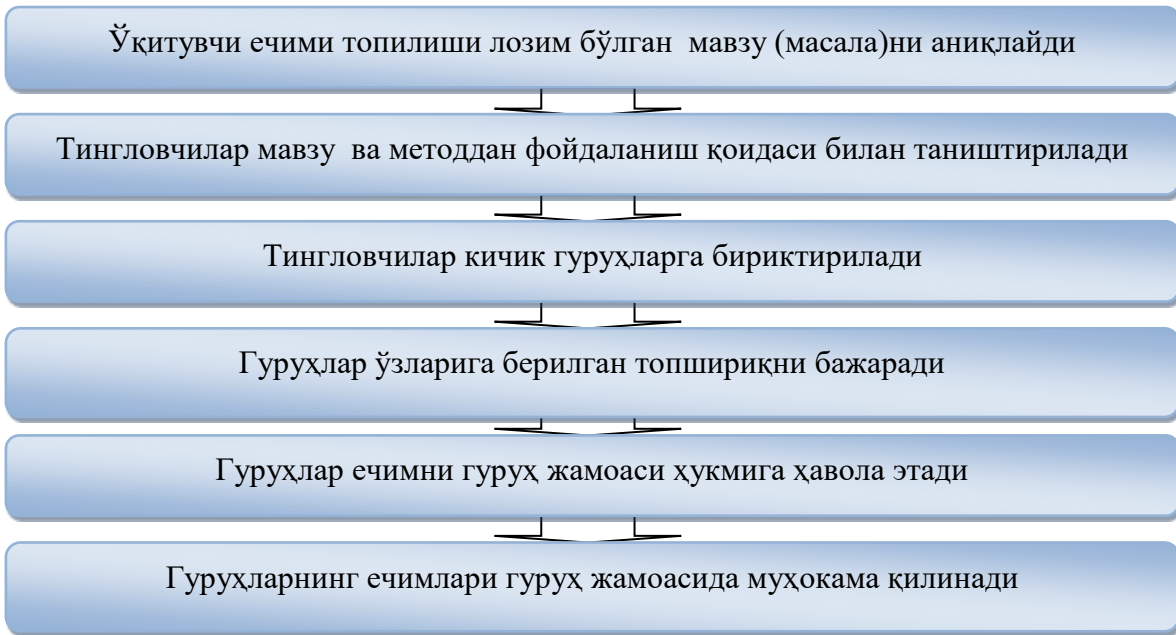 Ўқитувчи ечими топилиши лозим бўлган мавзу (масала)ни аниқлайди
Тингловчилар мавзу ва методдан фойдаланиш қоидаси билан таништирилади
Тингловчилар кичик гуруҳларга бириктирилади
Гуруҳлар ўзларига берилган топшириқни бажаради
Гуруҳлар ечимни гуруҳ жамоаси ҳукмига ҳавола этади
Гуруҳларнинг ечимлари гуруҳ жамоасида муҳокама қилинади